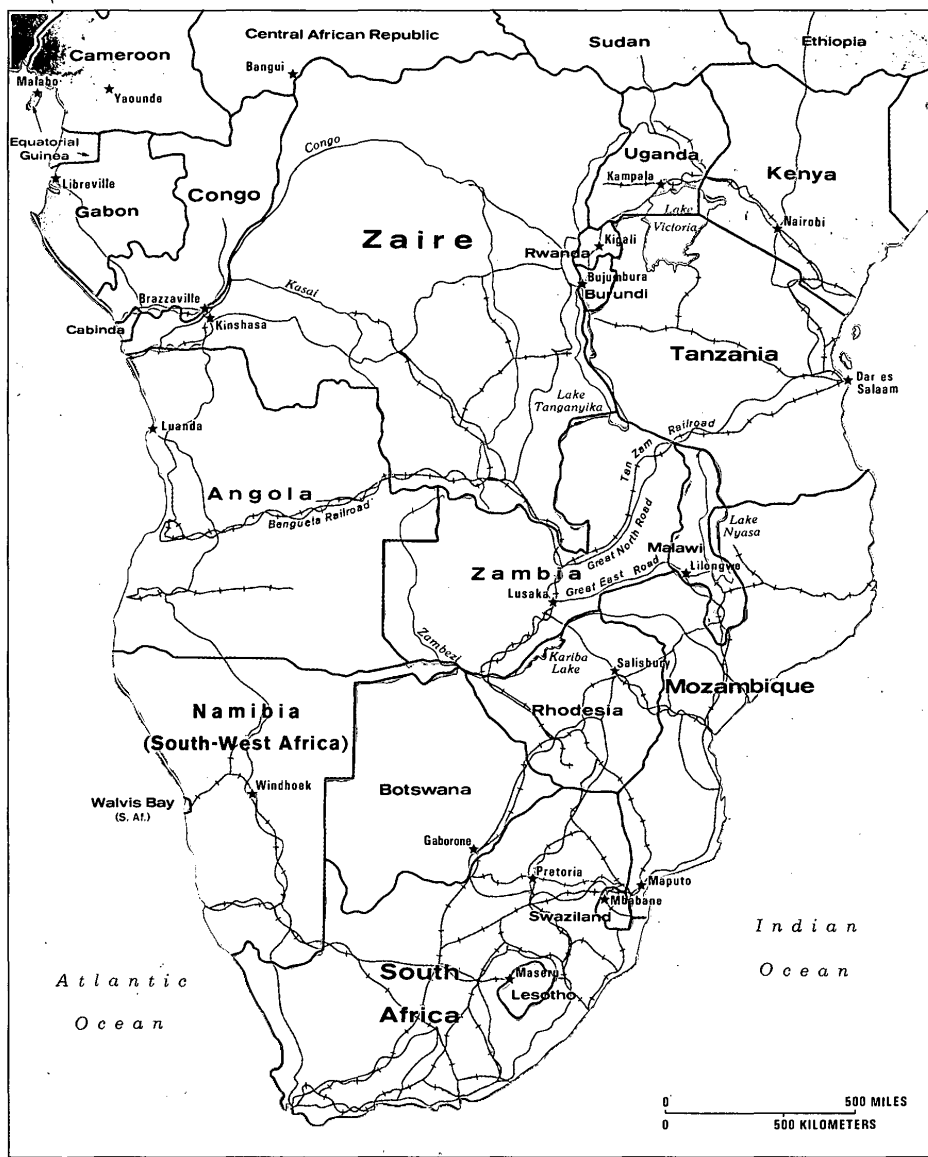 Central African Republic
Sudan
Ethiopia
Cameroon
Bangui
Malabo
Yaounde
Equatorial
Guinea
Congo
Uganda
Kampala
Kenya
Libreville
Congo
Gabon
Lake
Victoria
Nairobi
Zaire
Kigali
Rwanda
Bujumbura
Burundi
Kasai
Brazzaville
Cabinda
Kinshasa
Tanzania
Dar es
Salaam
Lake
Tanganyika
Luanda
Tan Zam Railroad
Angola
Benguela Railroad
Great North Road
Lake
Nyasa
Malawi
Lilongwe
Zambia
Great East Road
Lusaka
Zambezi
Kariba
Lake
Salisbury
Mozambique
Rhodesia
Namibia
(South-West Africa)
Windhoek
Botswana
Walvis Bay
(S. Af.)
Gaborone
Pretoria
Maputo
Mbabane
Swaziland
Indian
Ocean
Atlantic
Ocean
South
Africa
Maseru
Lesotho
0 500 MILES
0 500 KILOMETERS